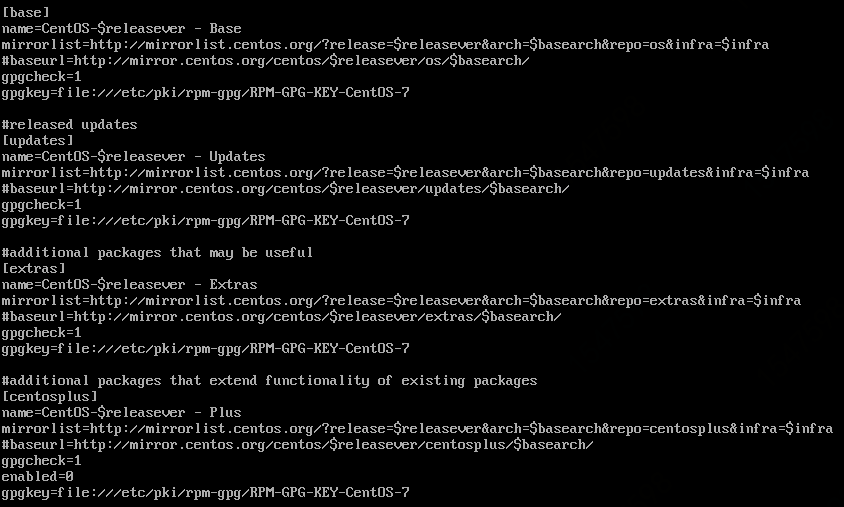 [base]
name=CentOS-$releasever - Base
mirrorlist=http://mirrorlist.centos.org/?release=$releasever&arch=$basearch&repo=os&infra=$infra
#baseurl=http://mirror.centos.org/centos/$releasever/os/$basearch/
gpgcheck=1
gpgkey=file:///etc/pki/rpm-gpg/RPM-GPG-KEY-CentOS-7

#released updates
[updates]
name=CentOS-$releasever - Updates
mirrorlist=http://mirrorlist.centos.org/?release=$releasever&arch=$basearch&repo=updates&infra=$infra
#baseurl=http://mirror.centos.org/centos/$releasever/updates/$basearch/
gpgcheck=1
gpgkey=file:///etc/pki/rpm-gpg/RPM-GPG-KEY-CentOS-7

#additional packages that may be useful
[extras]
name=CentOS-$releasever - Extras
mirrorlist=http://mirrorlist.centos.org/?release=$releasever&arch=$basearch&repo=extras&infra=$infra
#baseurl=http://mirror.centos.org/centos/$releasever/extras/$basearch/
gpgcheck=1
gpgkey=file:///etc/pki/rpm-gpg/RPM-GPG-KEY-CentOS-7

#additional packages that extend functionality of existing packages
[centosplus]
name=CentOS-$releasever - Plus
mirrorlist=http://mirrorlist.centos.org/?release=$releasever&arch=$basearch&repo=centosplus&infra=$infra
#baseurl=http://mirror.centos.org/centos/$releasever/centosplus/$basearch/
gpgcheck=1
enabled=0
gpgkey=file:///etc/pki/rpm-gpg/RPM-GPG-KEY-CentOS-7